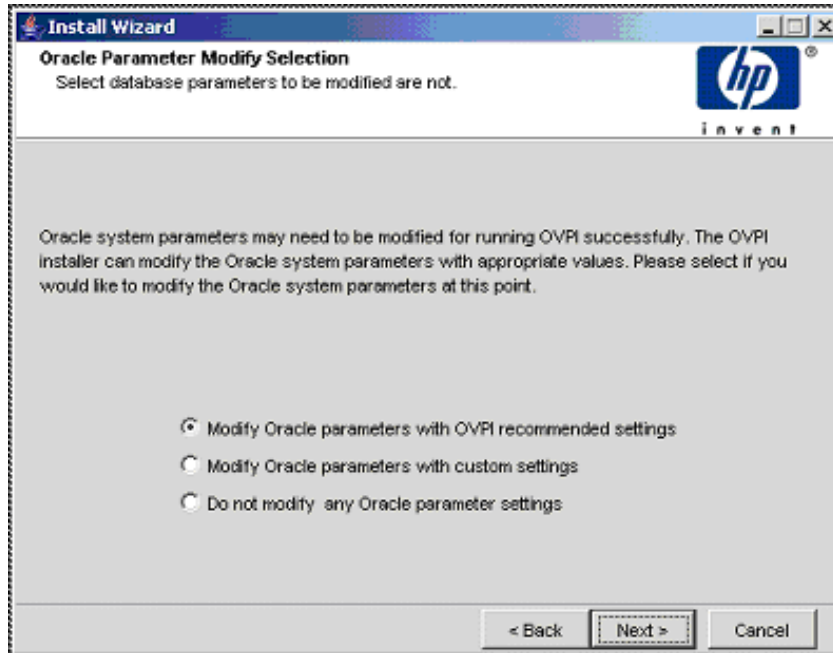 Install Wizard
Oracle Parameter Modify Selection
Select database parameters to be modified are not.
hp
®
invent
Oracle system parameters may need to be modified for running OVPI successfully. The OVPI
installer can modify the Oracle system parameters with appropriate values. Please select if you
would like to modify the Oracle system parameters at this point.
Modify Oracle parameters with OVPI recommended settings
Modify Oracle parameters with custom settings
Do not modify any Oracle parameter settings
< Back Next > Cancel